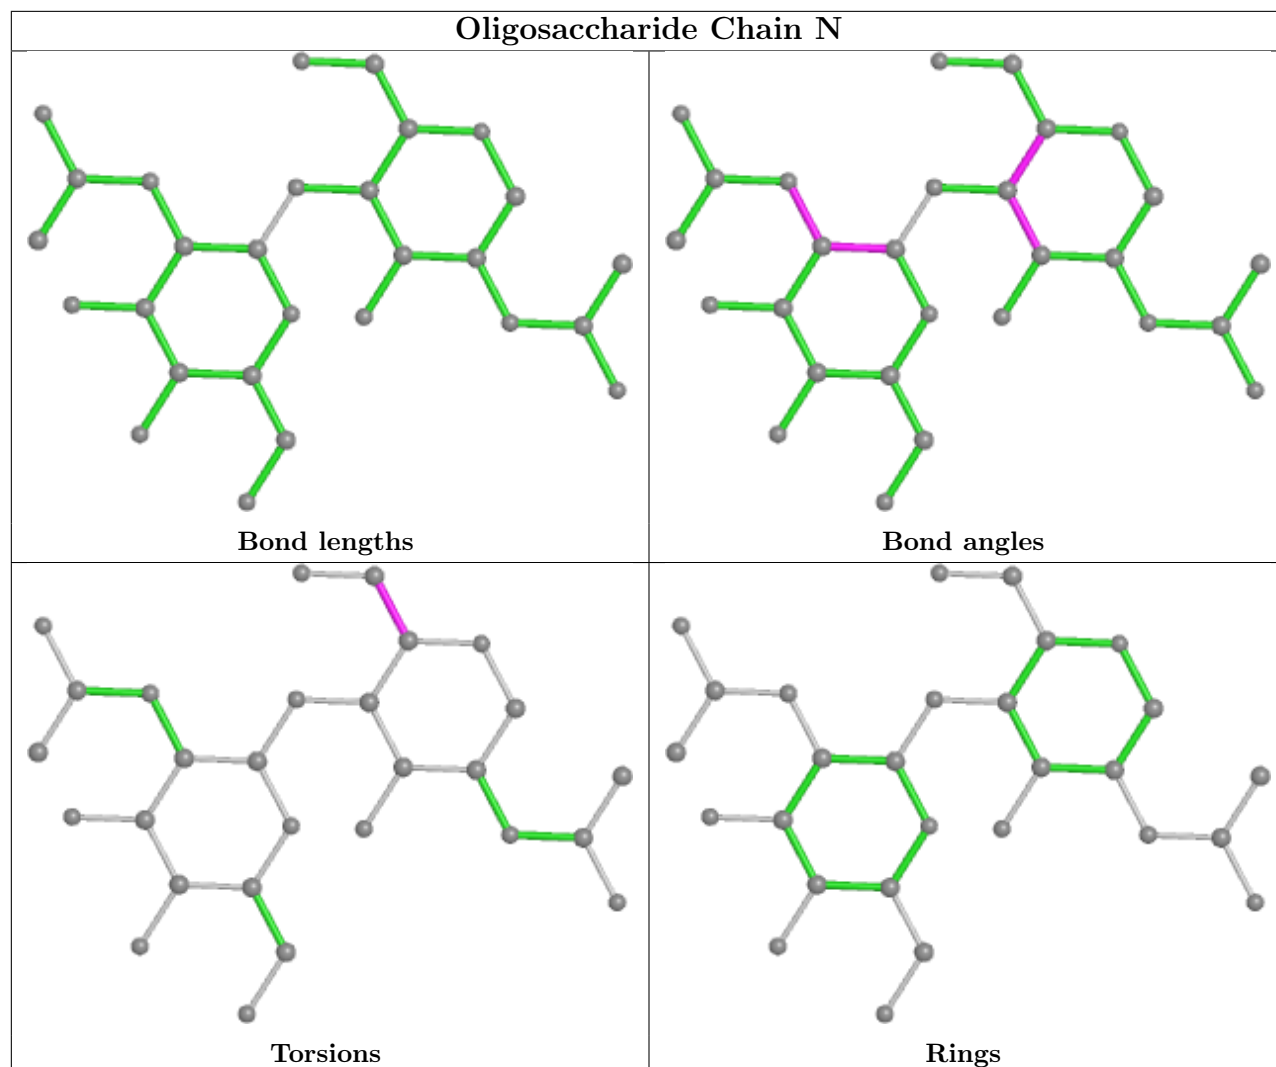 Oligosaccharide Chain N
Bond lengths
Bond angles
Torsions
Rings